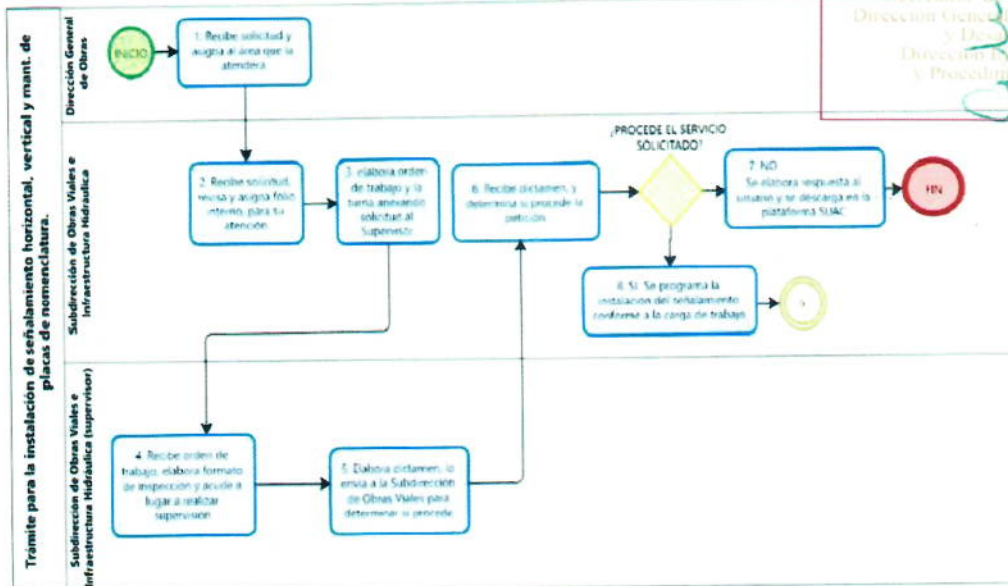 Trámite para la instalación de señalamiento horizontal, vertical y mant. de
placas de nomenclatura.
Dirección General
de Obras
INICIO
1. Recibe solicitud y
asigna al área que la
atenderá
Dirección General
y Desa
Dirección
y Procedim
Subdirección de Obras Viales e
Infraestructura Hidráulica
2. Recibe solicitud,
revisa y asigna folio
interno, para su
atención
3. elabora orden
de trabajo y la
turna anexando
solicitud al
Supervisor
6. Recibe dictamen, y
determina si procede la
petición
¿PROCEDE EL SERVICIO
SOLICITADO?
7. NO
Se elabora respuesta al
usuario y se descarga en la
plataforma SUAC
FIN
8. SI. Se programa la
instalación del señalamiento
conforme a la carga de trabajo
Subdirección de Obras Viales e
Infraestructura Hidráulica (supervisor)
4. Recibe orden de
trabajo, elabora formato
de inspección y acude a
lugar a realizar
supervisión
5. Elabora dictamen, lo
envía a la Subdirección
de Obras Viales para
determinar si procede